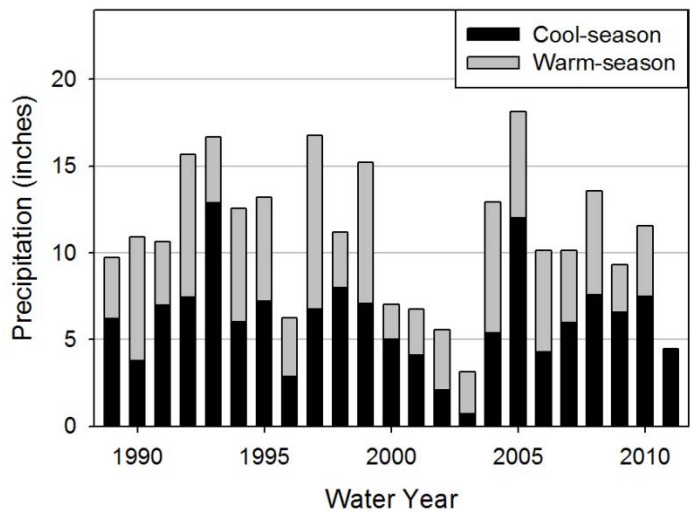 Cool-season
Warm-season
Precipitation (inches)
20
15
10
5
0
1990 1995 2000 2005 2010
Water Year